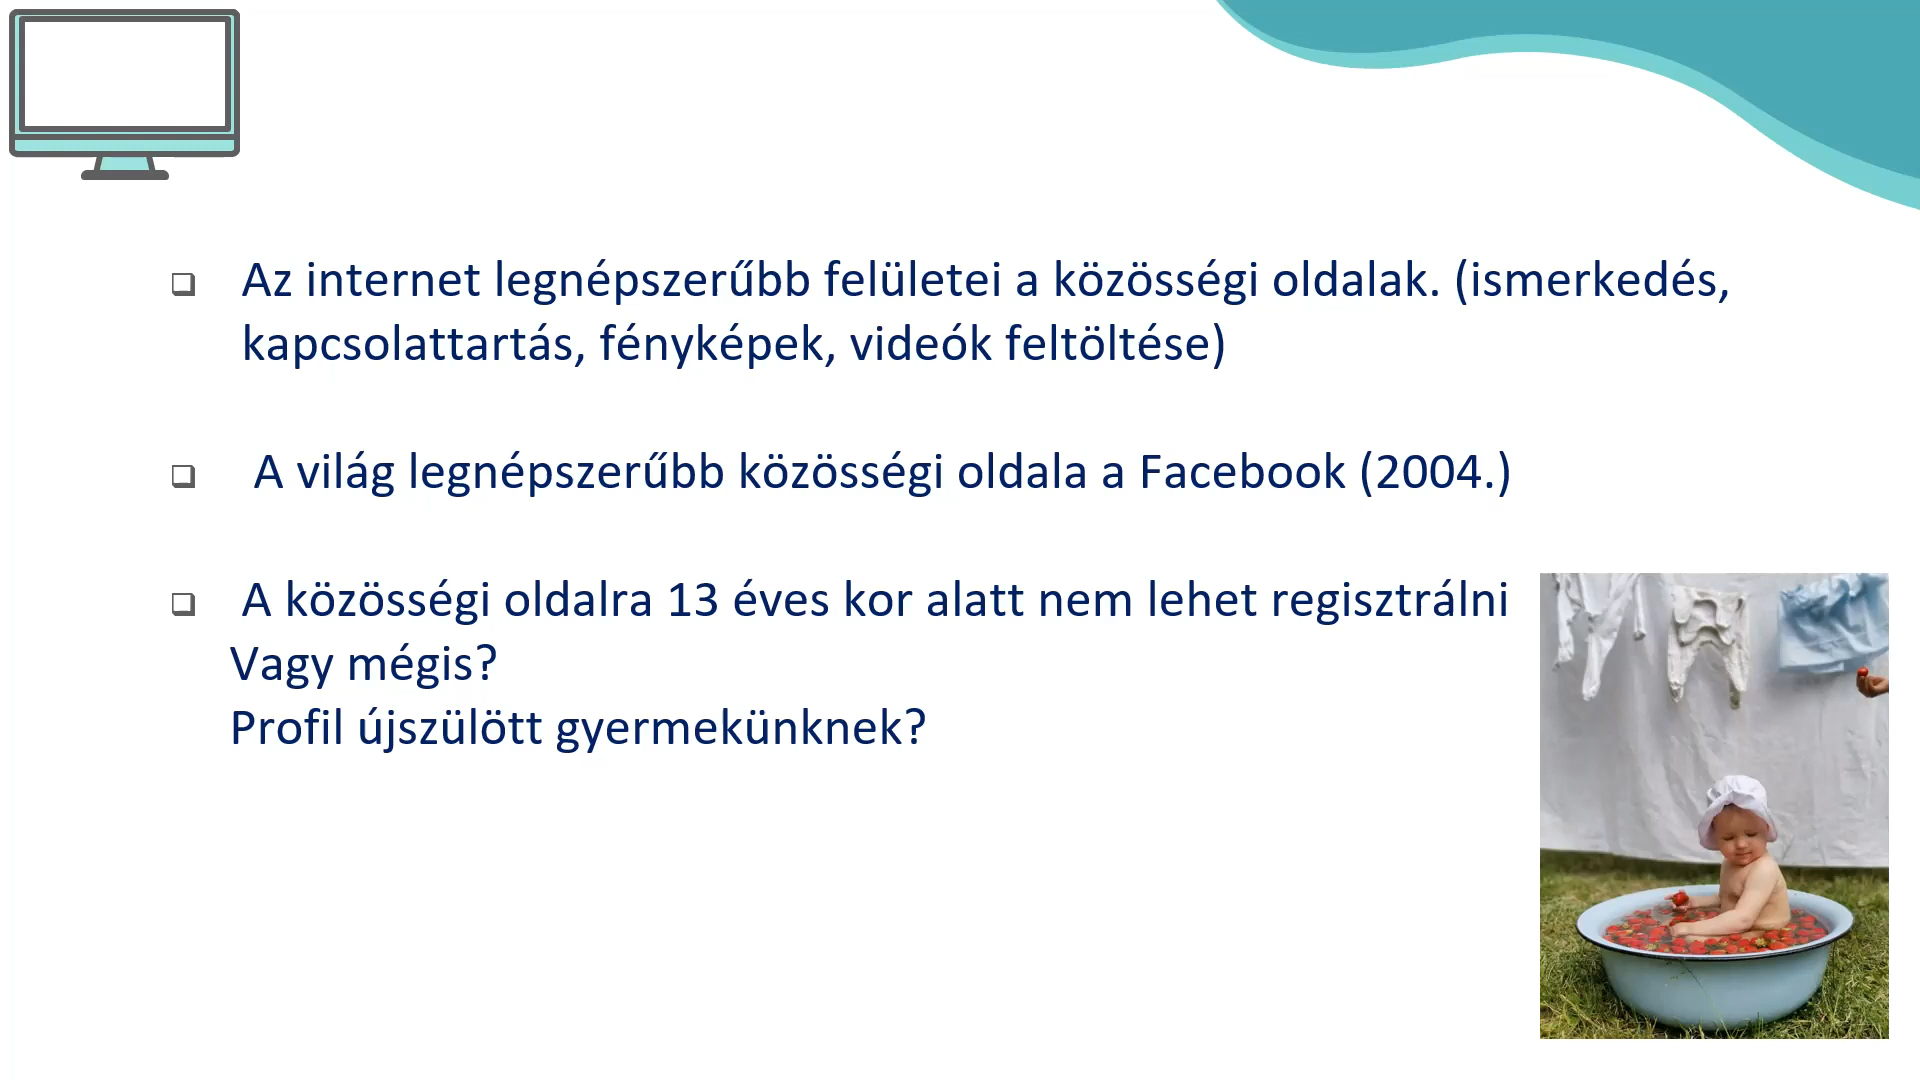 Az internet legnépszerűbb felületei a közösségi oldalak. (ismerkedés,
kapcsolattartás, fényképek, videók feltöltése)
A világ legnépszerűbb közösségi oldala a Facebook (2004.)
A közösségi oldalra 13 éves kor alatt nem lehet regisztrálni
Vagy mégis?
Profil újszülött gyermekünknek?